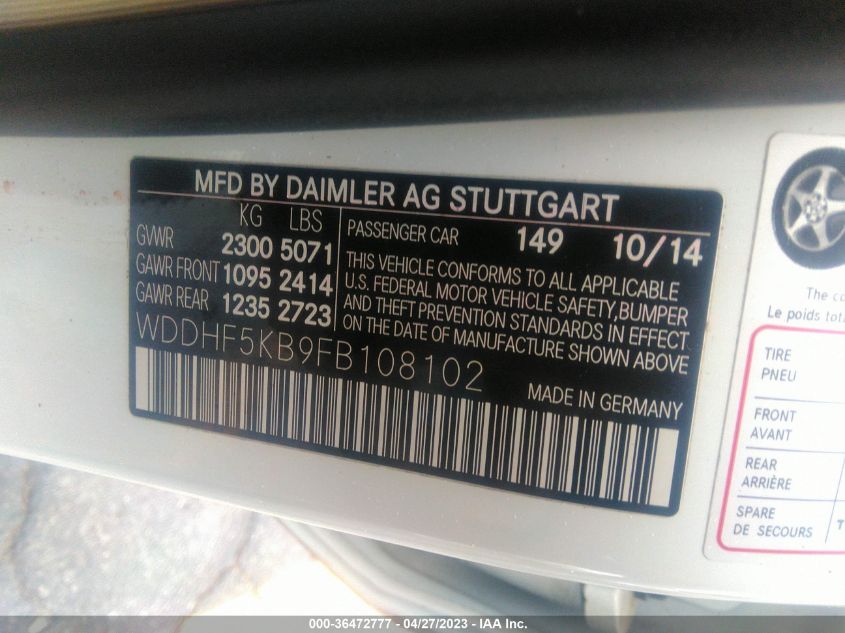 MFD BY DAIMLER AG STUTTGART
KG LBS
GVWR 2300 5071
GAWR FRONT 1095 2414
GAWR REAR 1235 2723
PASSENGER CAR 149 10/14
THIS VEHICLE CONFORMS TO ALL APPLICABLE
U.S. FEDERAL MOTOR VEHICLE SAFETY,BUMPER
AND THEFT PREVENTION STANDARDS IN EFFECT
ON THE DATE OF MANUFACTURE SHOWN ABOVE
WDDHF5KB9FB108102
MADE IN GERMANY
The
Le poids
TIRE
PNEU
FRONT
AVANT
REAR
ARRIÈRE
SPARE
DE SECOURS
000-36472777 - 04/27/2023 - IAAI Inc.